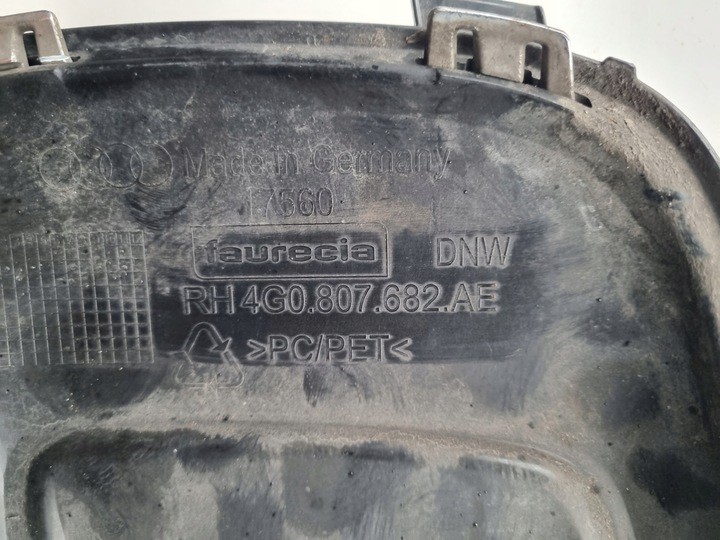 Made in Germany
17560
faurecia DNW
RH 4G0.807.682.AE
>PC/PET<